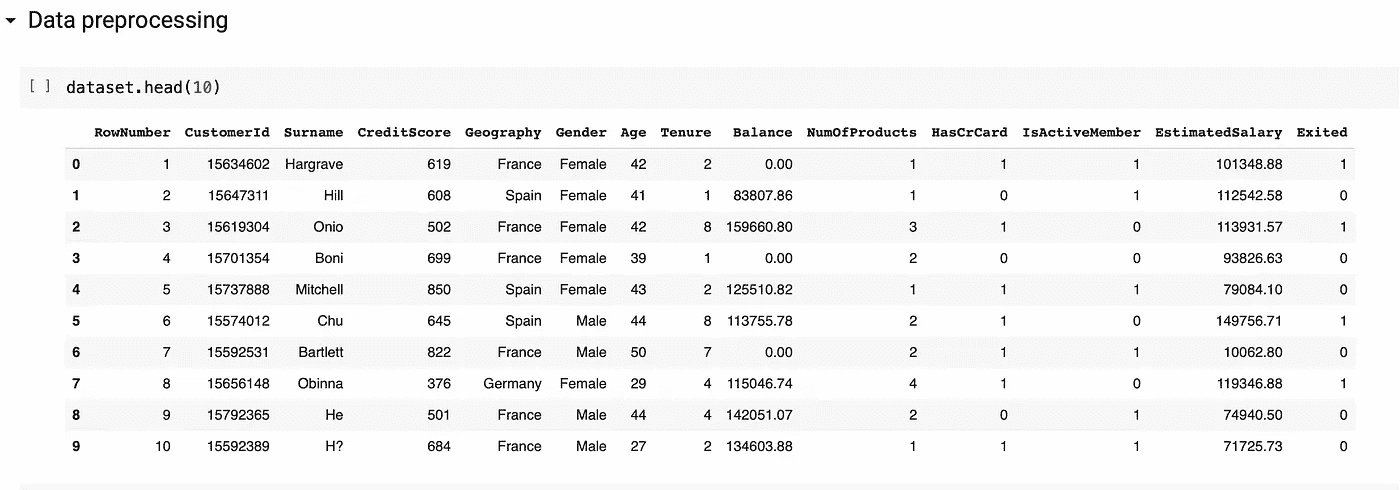 Data preprocessing
[ ] dataset.head(10)
RowNumber CustomerId Surname CreditScore Geography Gender Age Tenure Balance NumOfProducts HasCrCard IsActiveMember EstimatedSalary Exited
0 1 15634602 Hargrave 619 France Female 42 2 0.00 1 1 1 101348.88 1
1 2 15647311 Hill 608 Spain Female 41 1 83807.86 1 0 1 112542.58 0
2 3 15619304 Onio 502 France Female 42 8 159660.80 3 1 0 113931.57 1
3 4 15701354 Boni 699 France Female 39 1 0.00 2 0 0 93826.63 0
4 5 15737888 Mitchell 850 Spain Female 43 2 125510.82 1 1 1 79084.10 0
5 6 15574012 Chu 645 Spain Male 44 8 113755.78 2 1 0 149756.71 1
6 7 15592531 Bartlett 822 France Male 50 7 0.00 2 1 1 10062.80 0
7 8 15656148 Obinna 376 Germany Female 29 4 115046.74 4 1 0 119346.88 1
8 9 15792365 He 501 France Male 44 4 142051.07 2 0 1 74940.50 0
9 10 15592389 H? 684 France Male 27 2 134603.88 1 1 1 71725.73 0